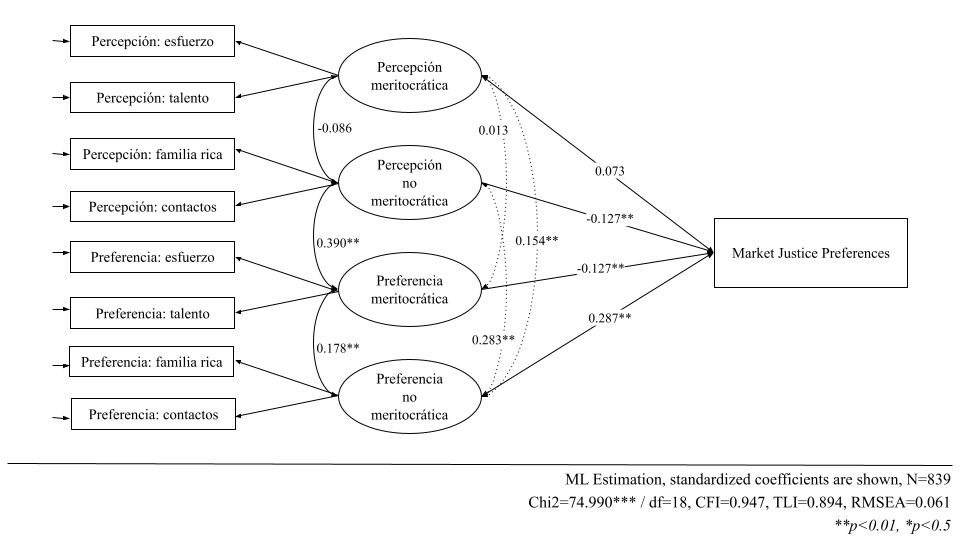 Percepción: esfuerzo
Percepción: talento
Percepción: familia rica
Percepción: contactos
Preferencia: esfuerzo
Preferencia: talento
Preferencia: familia rica
Preferencia: contactos
Percepción
meritocrática
Percepción
no
meritocrática
Preferencia
meritocrática
Preferencia
no
meritocrática
-0.086
0.390**
0.178**
0.013
0.154**
0.283**
0.073
-0.127**
-0.127**
0.287**
Market Justice Preferences
ML Estimation, standardized coefficients are shown, N=839
Chi2=74.990*** / df=18, CFI=0.947, TLI=0.894, RMSEA=0.061
**p<0.01, *p<0.5